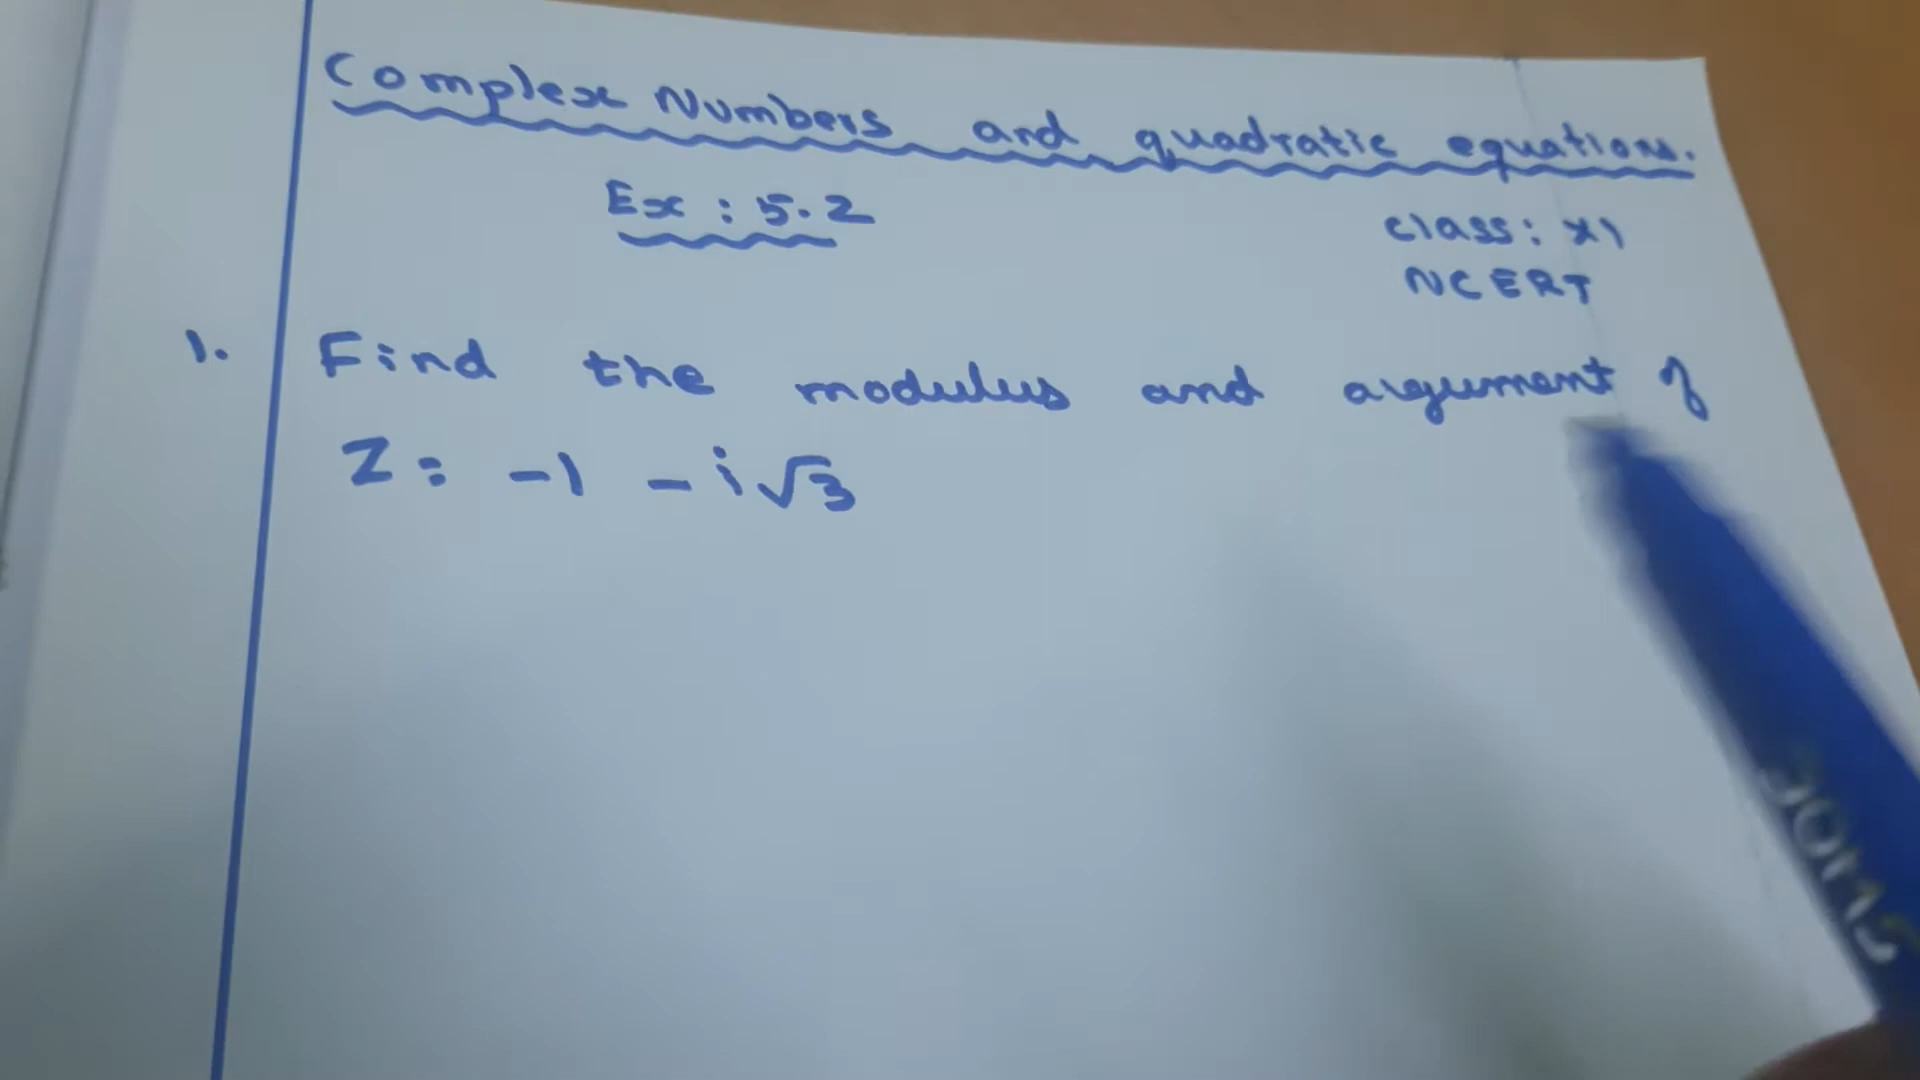 Complex Numbers and quadratic equations.
Ex : 5.2
class: XI
NCERT
1. Find the modulus and argument of
Z = -1 - i√3